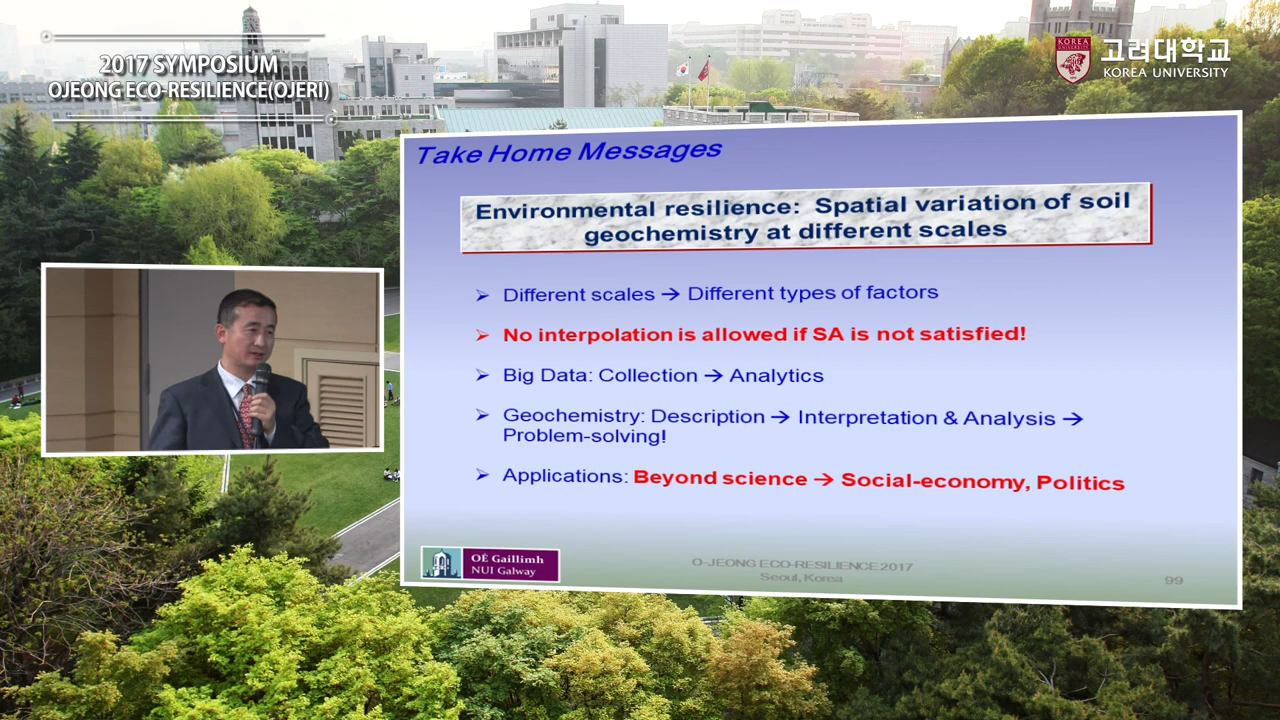 2017 SYMPOSIUM
OJEONG ECO-RESILIENCE(OJERI)
KOREA
UNIVERSITY
고려대학교
KOREA UNIVERSITY
Take Home Messages
Environmental resilience: Spatial variation of soil
geochemistry at different scales
➢ Different scales → Different types of factors
➢ No interpolation is allowed if SA is not satisfied!
➢ Big Data: Collection → Analytics
➢ Geochemistry: Description → Interpretation & Analysis →
Problem-solving!
➢ Applications: Beyond science → Social-economy, Politics
OÉ Gaillimh
NUI Galway
O-JEONG ECO-RESILIENCE 2017
Seoul, Korea
99